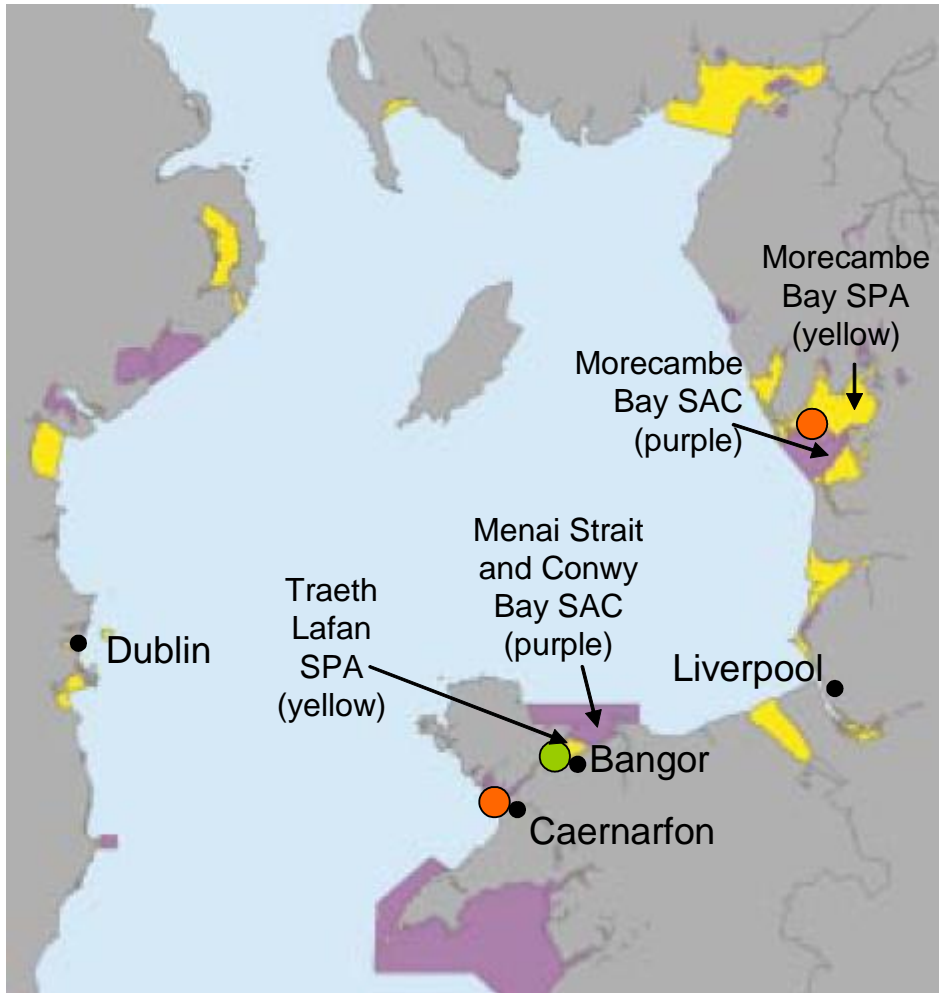 Morecambe
Bay SPA
(yellow)
Morecambe
Bay SAC
(purple)
Menai Strait
and Conwy
Bay SAC
(purple)
Traeth
Lafan
SPA
(yellow)
Dublin
Liverpool
Bangor
Caernarfon